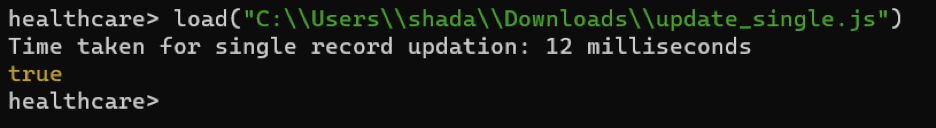 healthcare> load("C:\\Users\\shada\\Downloads\\update_single.js")
Time taken for single record updation: 12 milliseconds
true
healthcare>